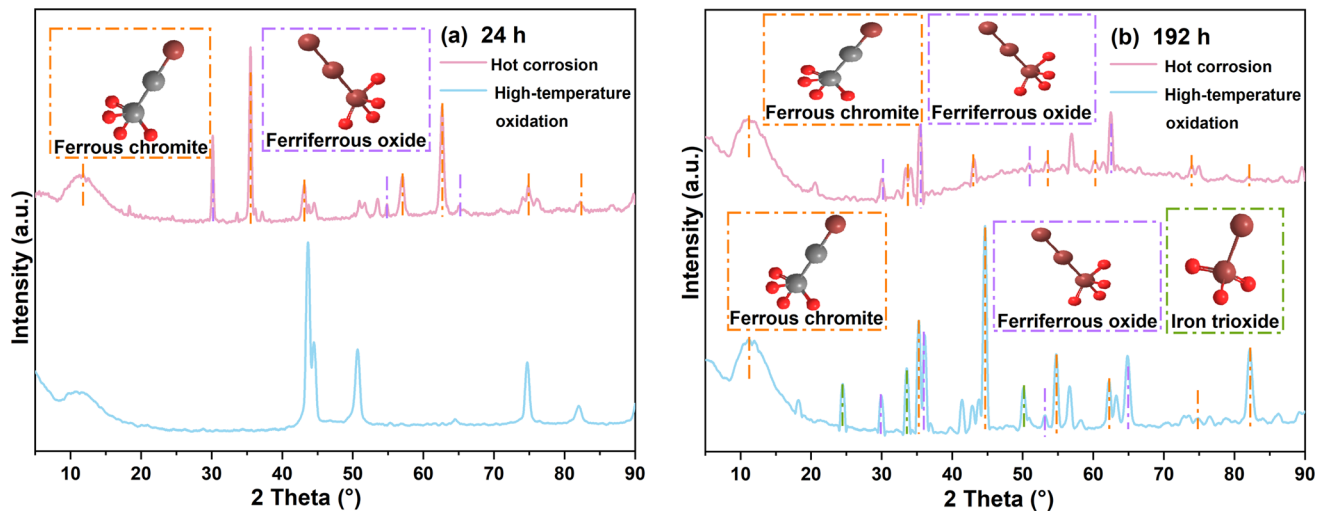 (a) 24 h
Hot corrosion
High-temperature
oxidation
Ferrous chromite
Ferriferrous oxide
Intensity (a.u.)
10 20 30 40 50 60 70 80 90
2 Theta (°)
(b) 192 h
Hot corrosion
High-temperature
oxidation
Ferrous chromite
Ferriferrous oxide
Ferrous chromite
Ferriferrous oxide
Iron trioxide
Intensity (a.u.)
10 20 30 40 50 60 70 80 90
2 Theta (°)